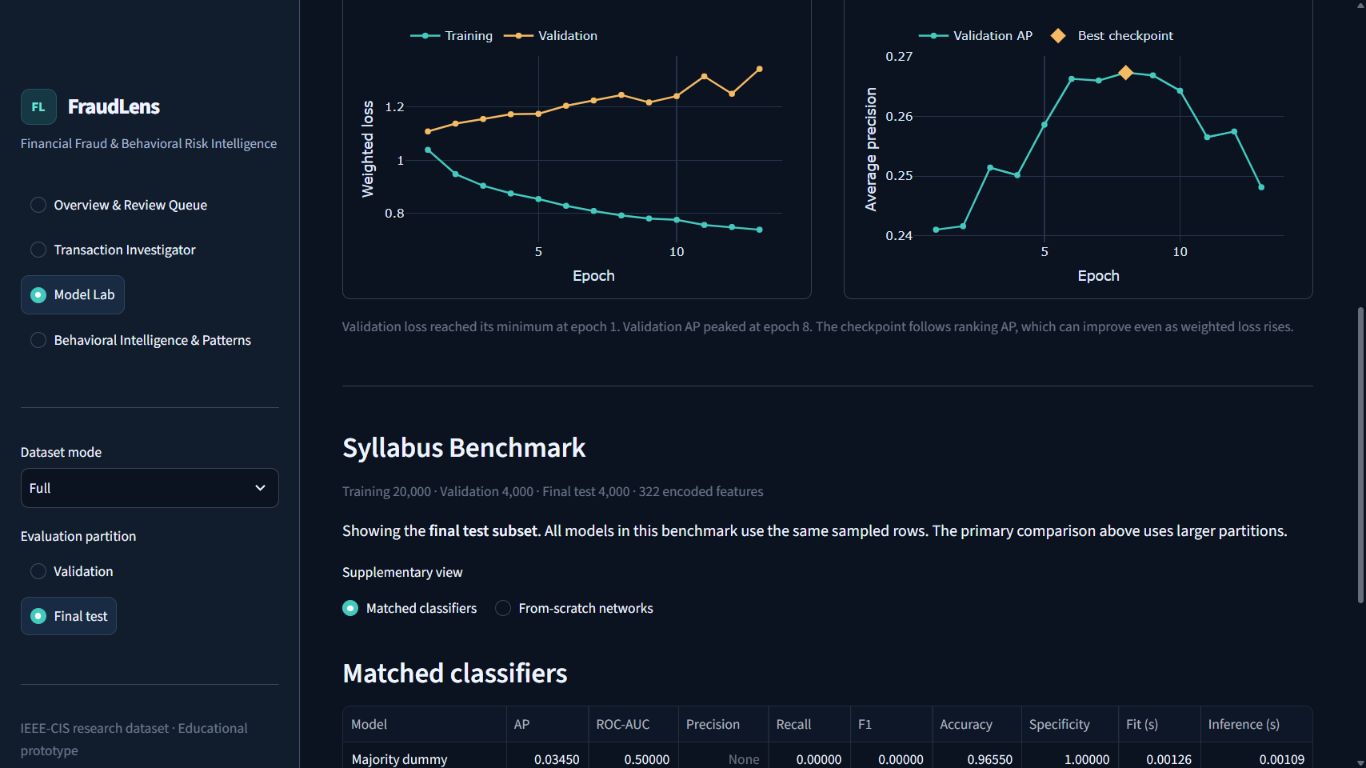 FL
FraudLens
Financial Fraud & Behavioral Risk Intelligence
Overview & Review Queue
Transaction Investigator
Model Lab
Behavioral Intelligence & Patterns
Dataset mode
Full
Evaluation partition
Validation
Final test
IEEE-CIS research dataset · Educational
prototype
Training Validation
1.2
1
0.8
Weighted loss
5 10
Epoch
Validation AP Best checkpoint
0.27
0.26
0.25
0.24
Average precision
5 10
Epoch
Validation loss reached its minimum at epoch 1. Validation AP peaked at epoch 8. The checkpoint follows ranking AP, which can improve even as weighted loss rises.
Syllabus Benchmark
Training 20,000 · Validation 4,000 · Final test 4,000 · 322 encoded features
Showing the final test subset. All models in this benchmark use the same sampled rows. The primary comparison above uses larger partitions.
Supplementary view
Matched classifiers From-scratch networks
Matched classifiers
Model AP ROC-AUC Precision Recall F1 Accuracy Specificity Fit (s) Inference (s)
Majority dummy 0.03450 0.50000 None 0.00000 0.00000 0.96550 1.00000 0.00126 0.00109